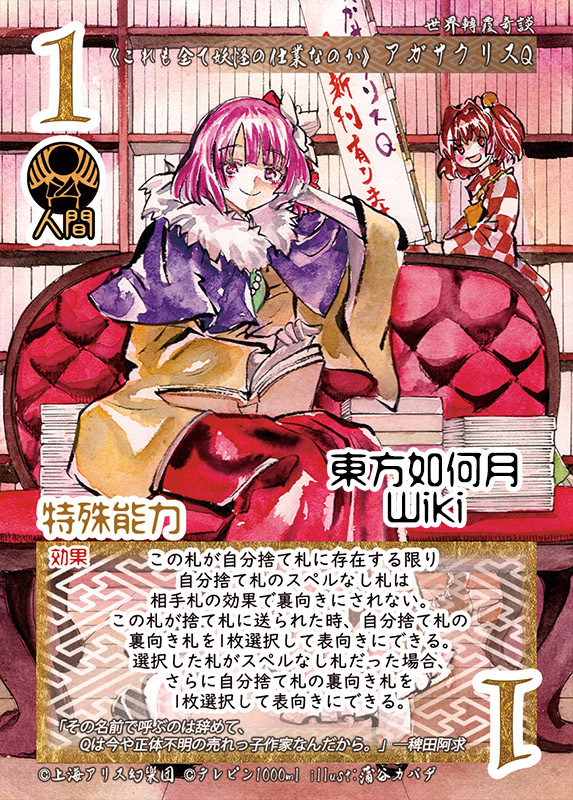 世界轉覆奇談
1
《これも全て妖怪の仕業なのか》 アガサクリスQ
リスQ
新刊有リま
人間
東方如何月
Wiki
特殊能力
効果
この札が自分捨て札に存在する限り
自分捨て札のスペルなし札は
相手札の効果で裏向きにされない。
この札が捨て札に送られた時、自分捨て札の
裏向き札を1枚選択して表向きにできる。
選択した札がスペルなし札だった場合、
さらに自分捨て札の裏向き札を
1枚選択して表向きにできる。
1
「その名前で呼ぶのは辞めて、
Qは今や正体不明の売れっ子作家なんだから。」―稗田阿求
©上海アリス幻樂団 ©テレピン1000ml illust:蒲谷カバヂ